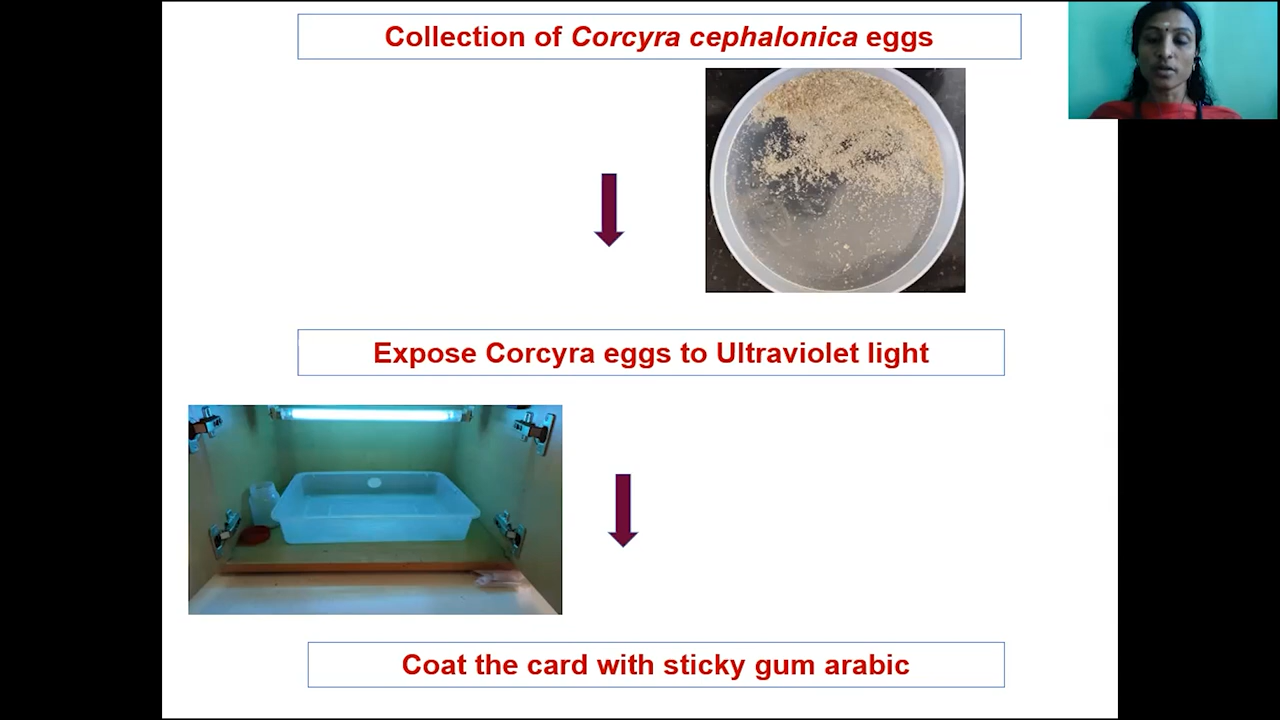 Collection of Corcyra cephalonica eggs
Expose Corcyra eggs to Ultraviolet light
Coat the card with sticky gum arabic